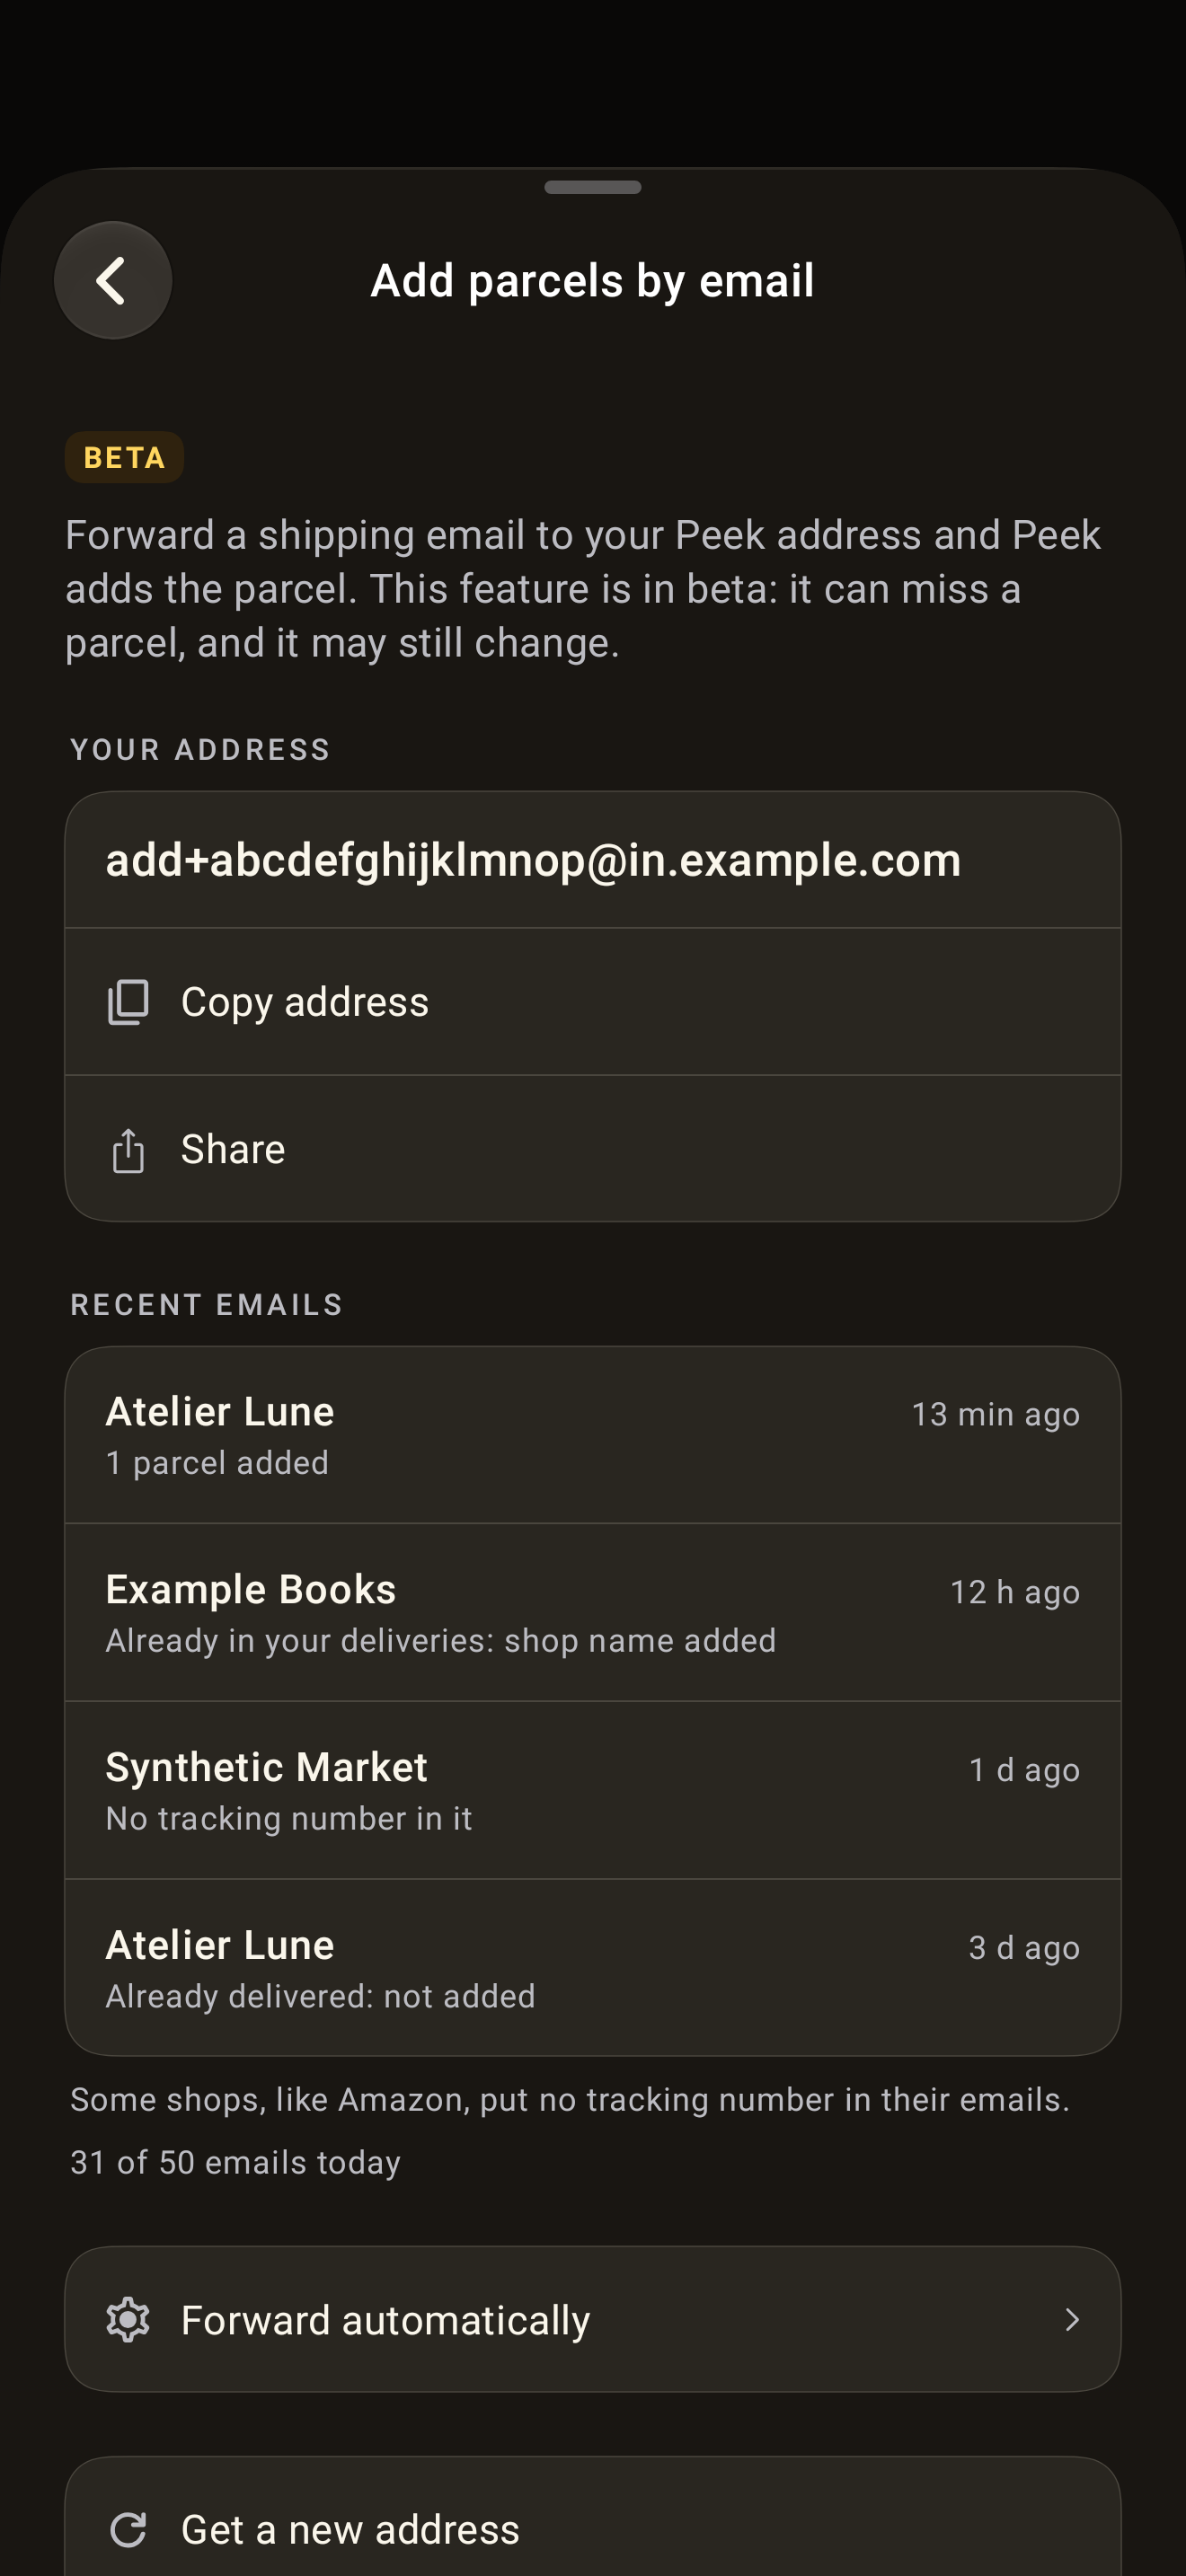 Add parcels by email
BETA
Forward a shipping email to your Peek address and Peek
adds the parcel. This feature is in beta: it can miss a
parcel, and it may still change.
YOUR ADDRESS
add+abcdefghijklmnop@in.example.com
Copy address
Share
RECENT EMAILS
Atelier Lune
13 min ago
1 parcel added
Example Books
12 h ago
Already in your deliveries: shop name added
Synthetic Market
1 d ago
No tracking number in it
Atelier Lune
3 d ago
Already delivered: not added
Some shops, like Amazon, put no tracking number in their emails.
31 of 50 emails today
Forward automatically
Get a new address